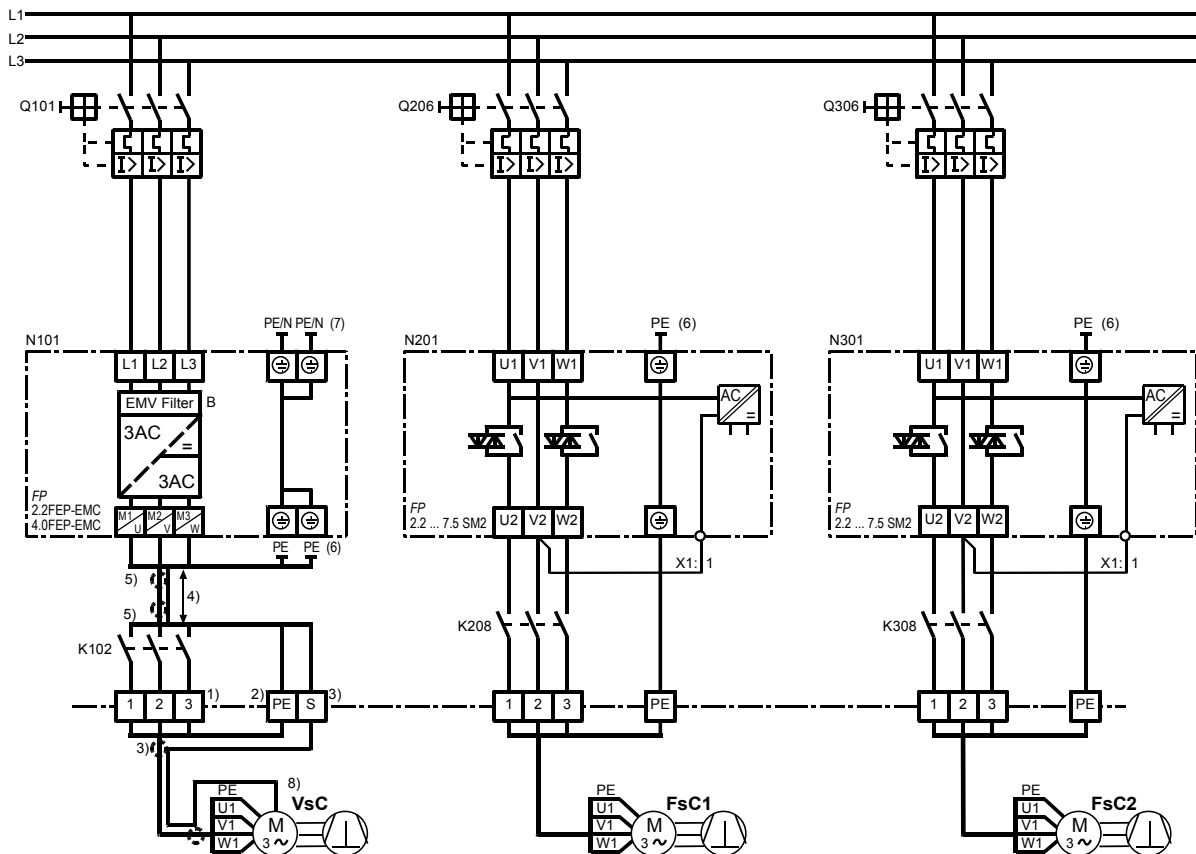 L1
L2
L3
Q101
Q206
Q306
I> I> I>
I> I> I>
I> I> I>
PE/N PE/N (7)
PE (6)
PE (6)
N101
N201
N301
L1 L2 L3
U1 V1 W1
U1 V1 W1
EMV Filter B
AC
=
AC
=
3AC
=
3AC
FP
2.2FEP-EMC
4.0FEP-EMC
FP
2.2 ... 7.5 SM2
FP
2.2 ... 7.5 SM2
M1 U M2 V M3 W
U2 V2 W2
U2 V2 W2
PE PE (6)
X1: 1
X1: 1
5)
4)
5)
K102
K208
K308
1 2 3 1) 2) PE S 3)
1 2 3 PE
1 2 3 PE
3)
8)
VsC
FsC1
FsC2
PE
U1
V1
W1
M
3 ~
PE
U1
V1
W1
M
3 ~
PE
U1
V1
W1
M
3 ~